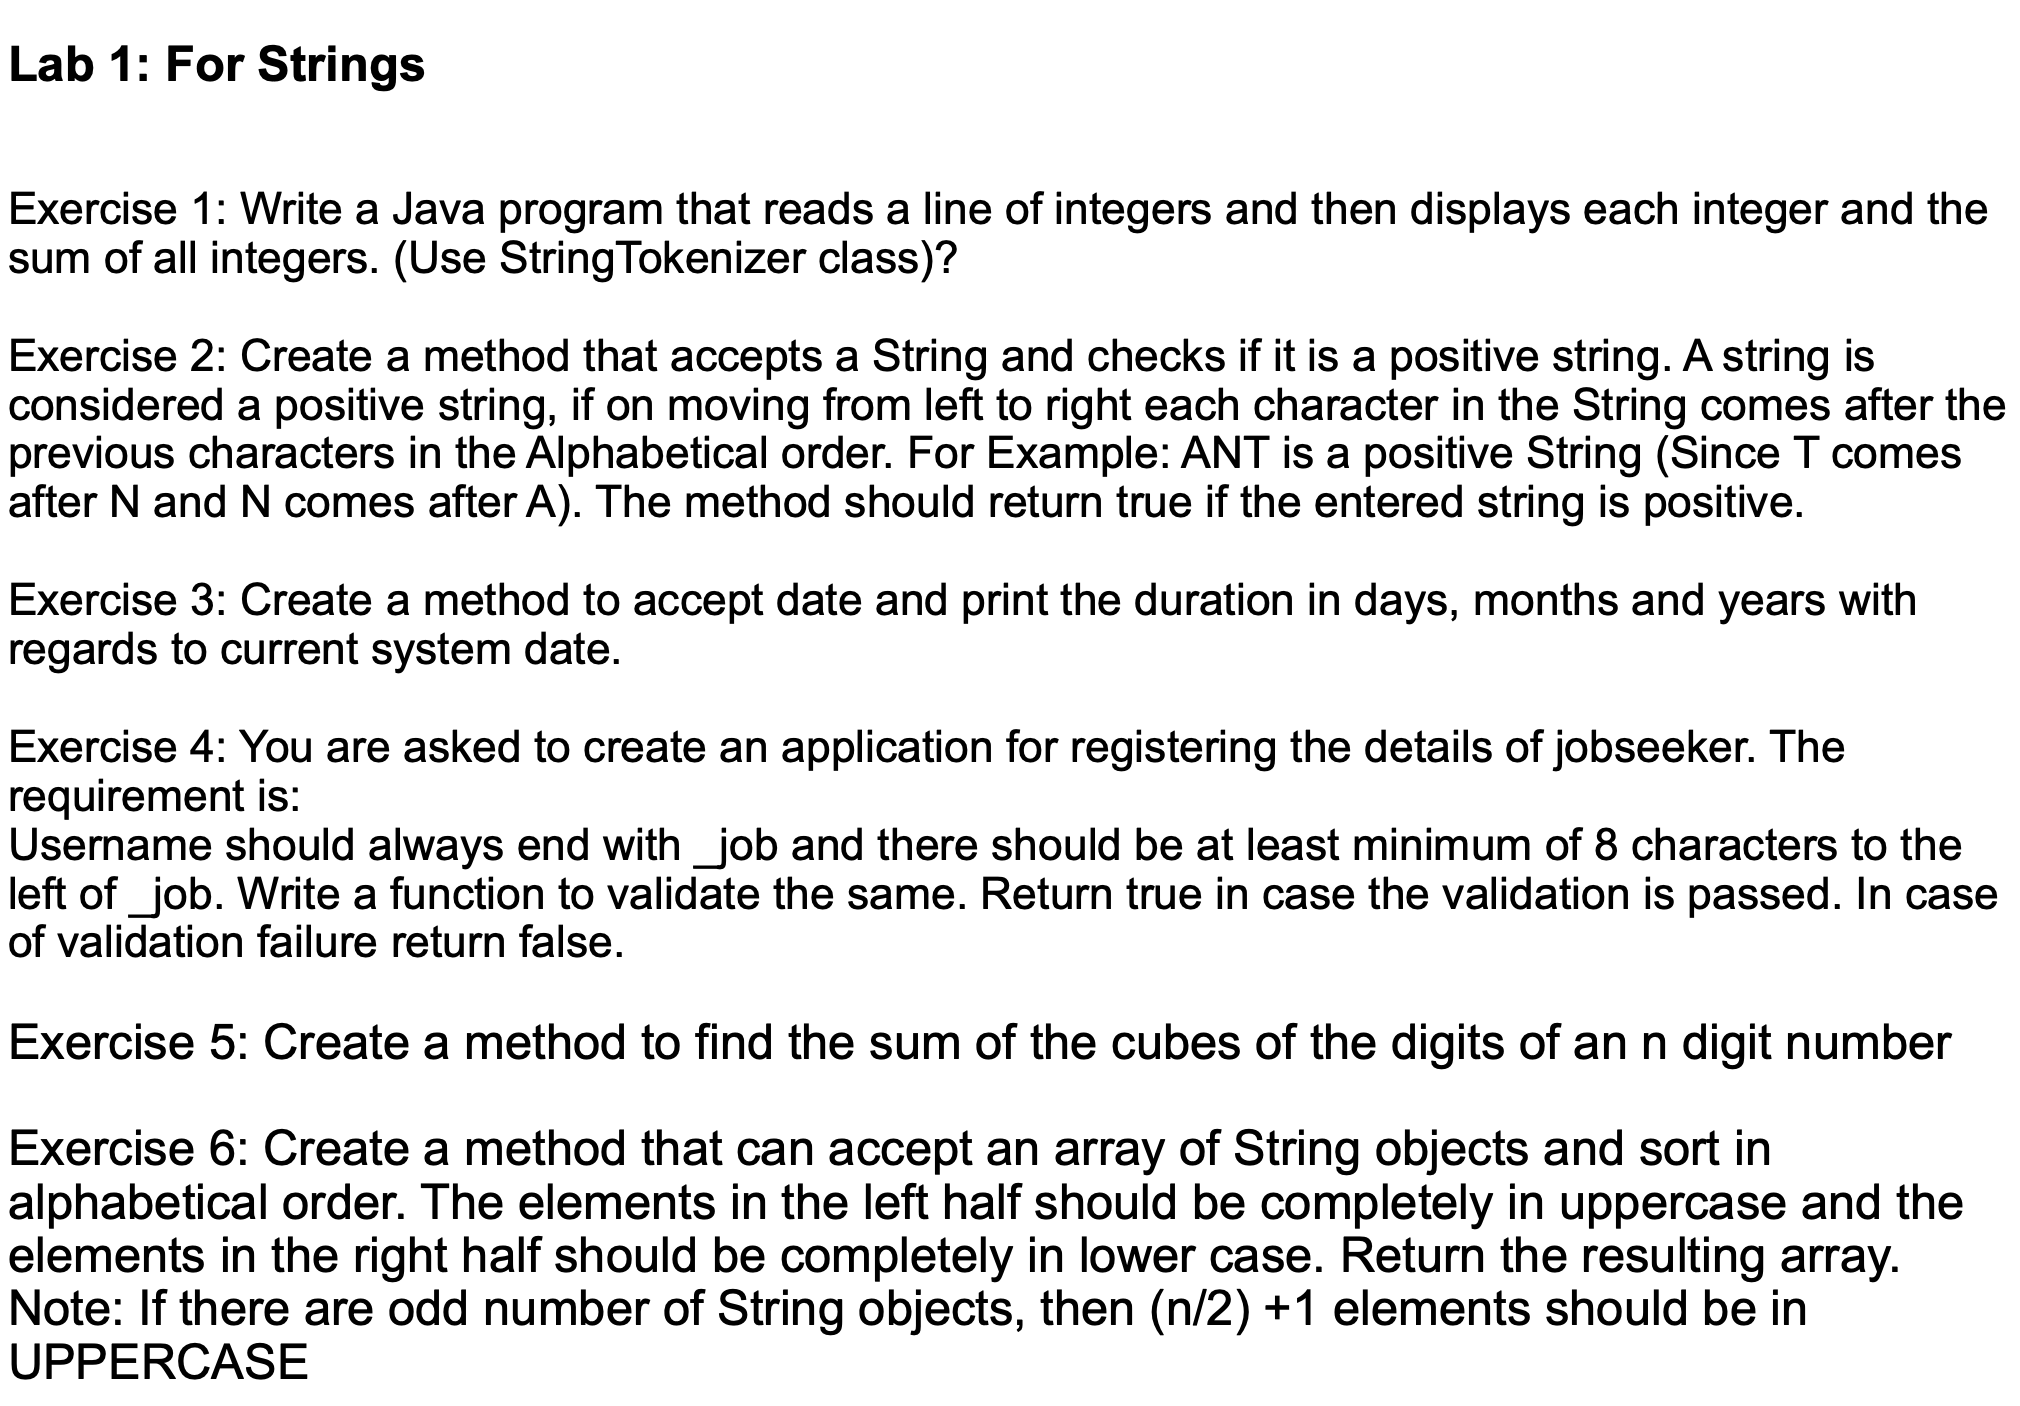 Lab 1: For Strings
Exercise 1: Write a Java program that reads a line of integers and then displays each integer and the
sum of all integers. (Use StringTokenizer class)?
Exercise 2: Create a method that accepts a String and checks if it is a positive string. A string is
considered a positive string, if on moving from left to right each character in the String comes after the
previous characters in the Alphabetical order. For Example: ANT is a positive String (Since T comes
after N and N comes after A). The method should return true if the entered string is positive.
Exercise 3: Create a method to accept date and print the duration in days, months and years with
regards to current system date.
Exercise 4: You are asked to create an application for registering the details of jobseeker. The
requirement is:
Username should always end with _job and there should be at least minimum of 8 characters to the
left of _job. Write a function to validate the same. Return true in case the validation is passed. In case
of validation failure return false.
Exercise 5: Create a method to find the sum of the cubes of the digits of an n digit number
Exercise 6: Create a method that can accept an array of String objects and sort in
alphabetical order. The elements in the left half should be completely in uppercase and the
elements in the right half should be completely in lower case. Return the resulting array.
Note: If there are odd number of String objects, then (n/2) +1 elements should be in
UPPERCASE